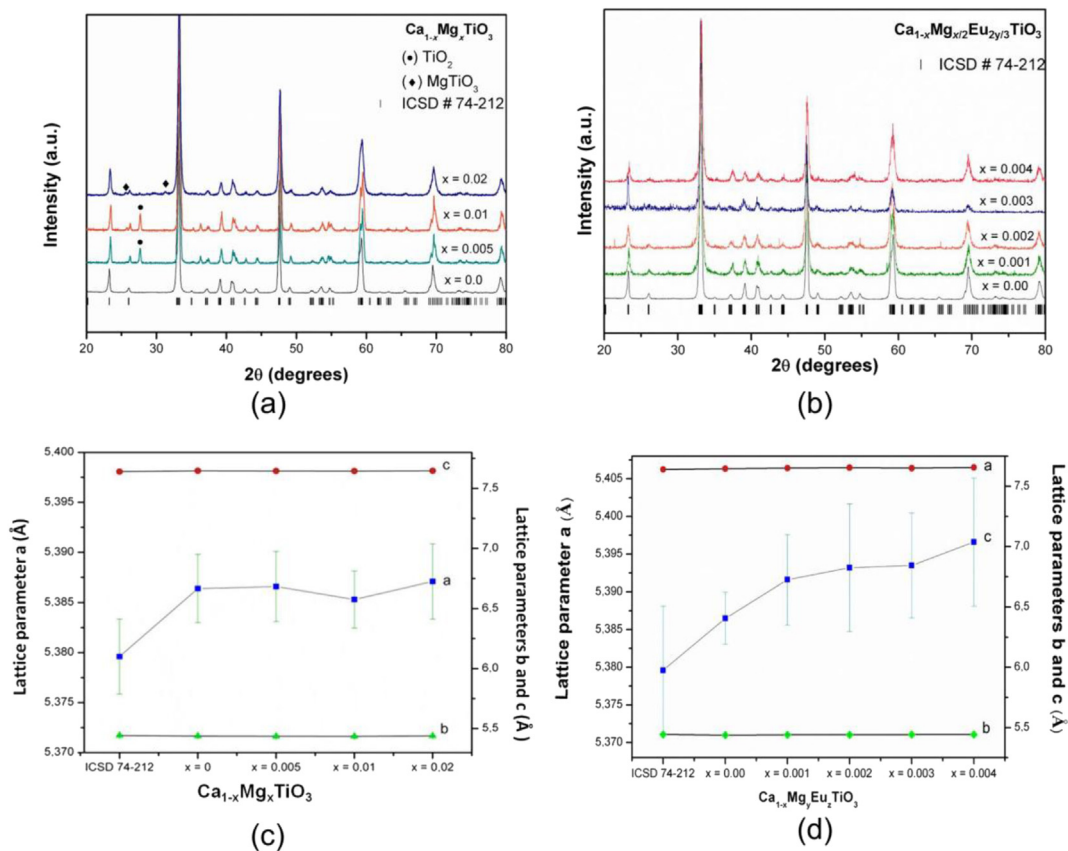 Ca1-xMgxTiO3
(●) TiO2
(♦) MgTiO3
| ICSD # 74-212
Intensity (a.u.)
x = 0.02
x = 0.01
x = 0.005
x = 0.0
20 30 40 50 60 70 80
2θ (degrees)
(a)
Ca1-xMgx/2Eu2y/3TiO3
| ICSD # 74-212
Intensity (a.u.)
x = 0.004
x = 0.003
x = 0.002
x = 0.001
x = 0.00
20 30 40 50 60 70 80
2θ (degrees)
(b)
Lattice parameter a (Å)
5,400
5,395
5,390
5,385
5,380
5,375
5,370
c
a
b
7,5
7,0
6,5
6,0
5,5
Lattice parameters b and c (Å)
ICSD 74-212 x = 0 x = 0.005 x = 0.01 x = 0.02
Ca1-xMgxTiO3
(c)
Lattice parameter a (Å)
5,405
5,400
5,395
5,390
5,385
5,380
5,375
5,370
a
c
b
7,5
7,0
6,5
6,0
5,5
Lattice parameters b and c (Å)
ICSD 74-212 x = 0.00 x = 0.001 x = 0.002 x = 0.003 x = 0.004
Ca1-xMgyEuzTiO3
(d)